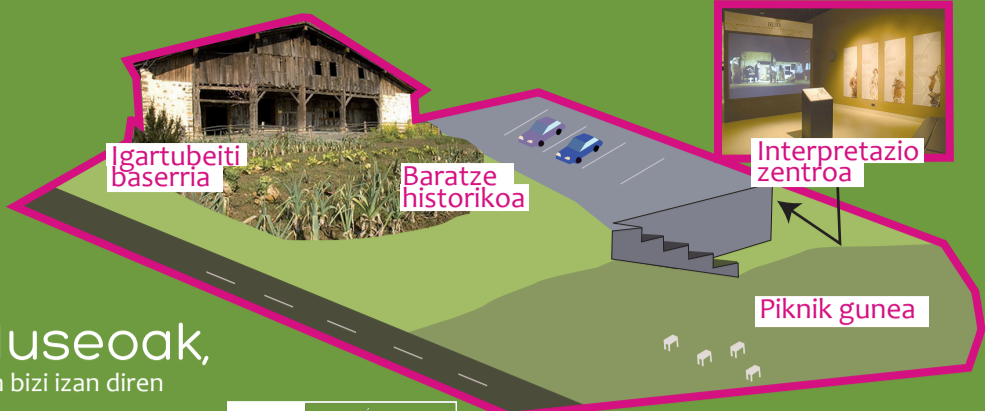 Igartubeiti
baserria
Baratze
historikoa
Interpretazio
zentroa
Piknik gunea
useoak,
bizi izan diren